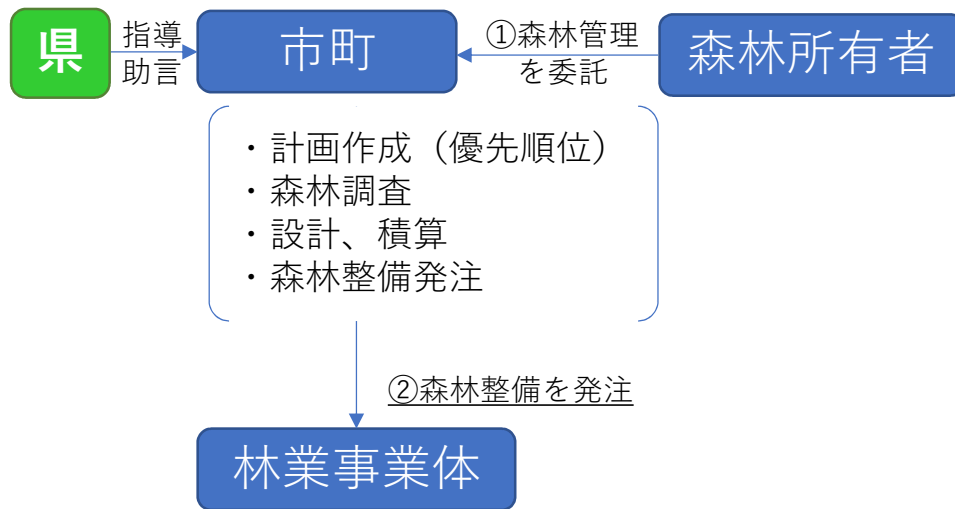 県
指導
助言
市町
①森林管理
を委託
森林所有者
・計画作成（優先順位）
・森林調査
・設計、積算
・森林整備発注
②森林整備を発注
林業事業体